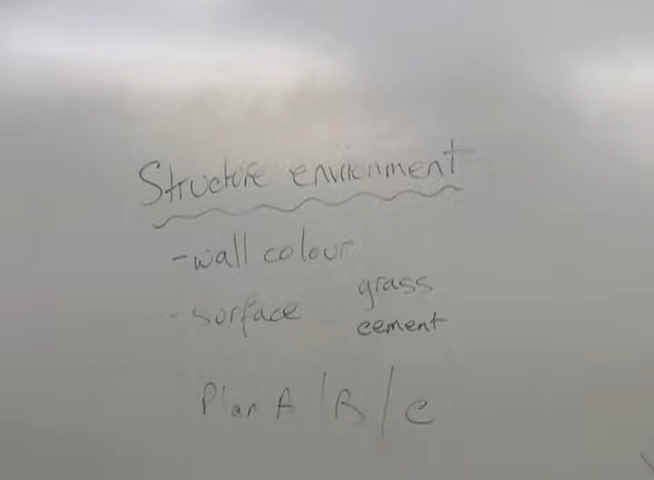 Structure environment
- wall colour
- surface grass
cement
Plan A / B / C